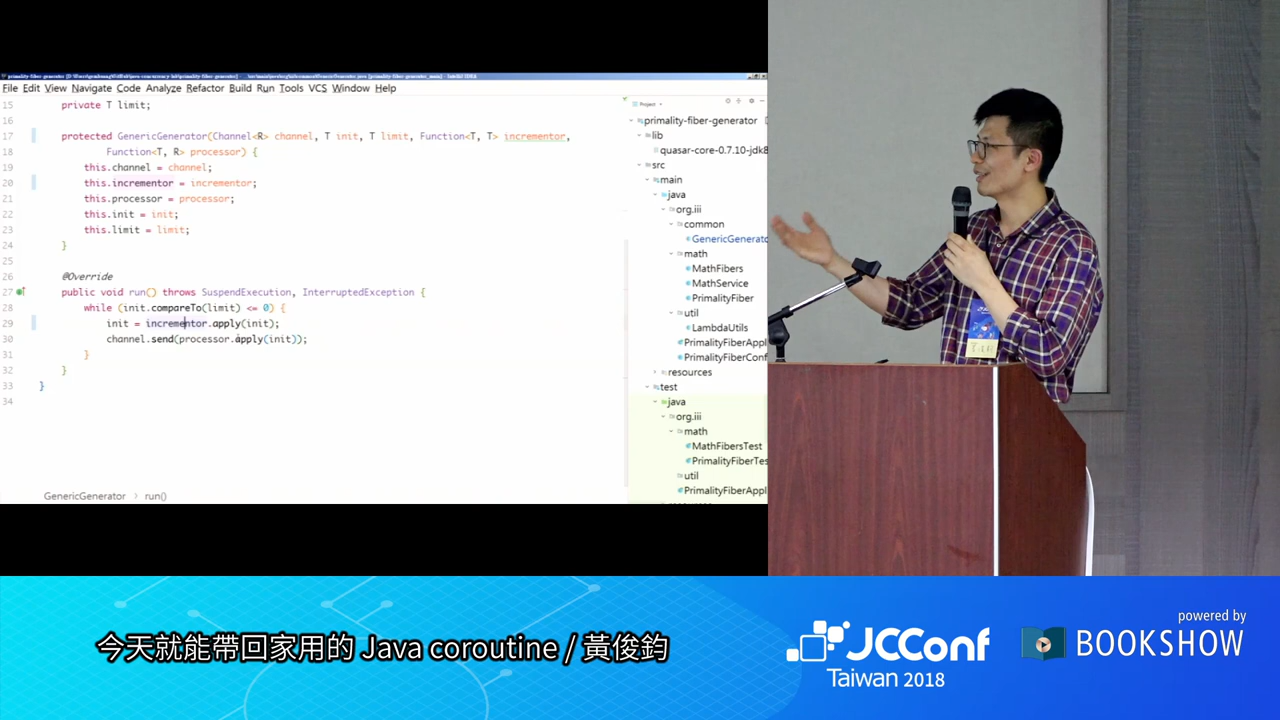 File Edit View Navigate Code Analyze Refactor Build Run Tools VCS Window Help
15 private T limit;
16
17 protected GenericGenerator(Channel<R> channel, T init, T limit, Function<T, T> incrementor,
18 Function<T, R> processor) {
19 this.channel = channel;
20 this.incrementor = incrementor;
21 this.processor = processor;
22 this.init = init;
23 this.limit = limit;
24 }
25
26 @Override
27 public void run() throws SuspendExecution, InterruptedException {
28 while (init.compareTo(limit) <= 0) {
29 init = incrementor.apply(init);
30 channel.send(processor.apply(init));
31 }
32 }
33 }
34
GenericGenerator › run()
Project
primality-fiber-generator
lib
quasar-core-0.7.10-jdk8
src
main
java
org.iii
common
GenericGenerato
math
MathFibers
MathService
PrimalityFiber
util
LambdaUtils
PrimalityFiberAppl
PrimalityFiberConf
resources
test
java
org.iii
math
MathFibersTest
PrimalityFiberTes
util
PrimalityFiberAppl
今天就能帶回家用的 Java coroutine / 黃俊鈞
JCConf
Taiwan 2018
powered by
BOOKSHOW